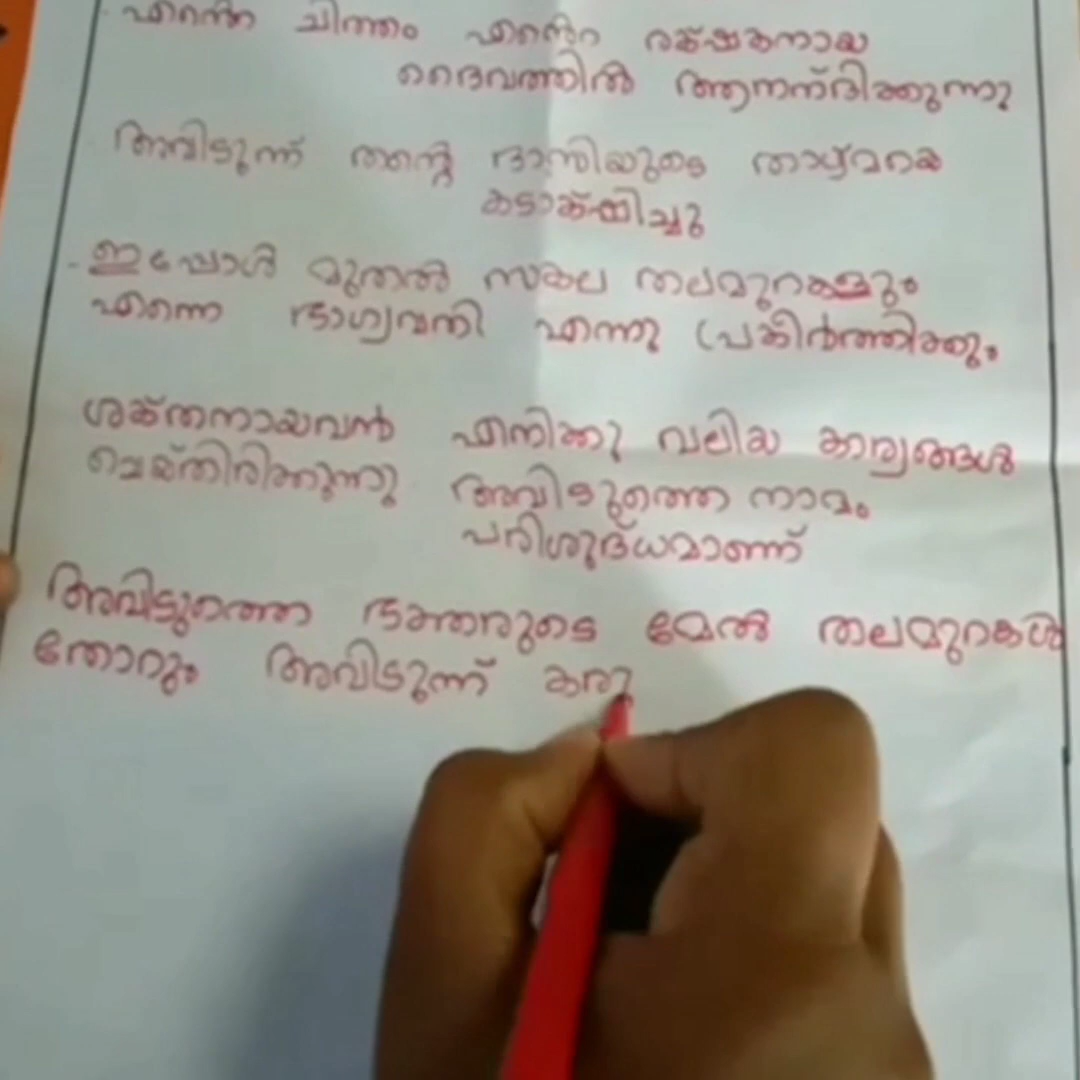 എന്റെ ചിത്തം എന്റെ രക്ഷകനായ
ദൈവത്തിൽ ആനന്ദിക്കുന്നു
അവിടുന്ന് തന്റെ ദാസിയുടെ താഴ്മറയെ
കടാക്ഷിച്ചു
ഇപ്പോൾ മുതൽ സകല തലമുറകളും
എന്നെ ഭാഗ്യവതി എന്നു പ്രകീർത്തിക്കും
ശക്തനായവൻ എനിക്കു വലിയ കാര്യങ്ങൾ
ചെയ്തിരിക്കുന്നു അവിടുത്തെ നാമം
പരിശുദ്ധമാണ്
അവിടുത്തെ ഭക്തരുടെ മേൽ തലമുറകൾ
തോറും അവിടുന്ന് കരു